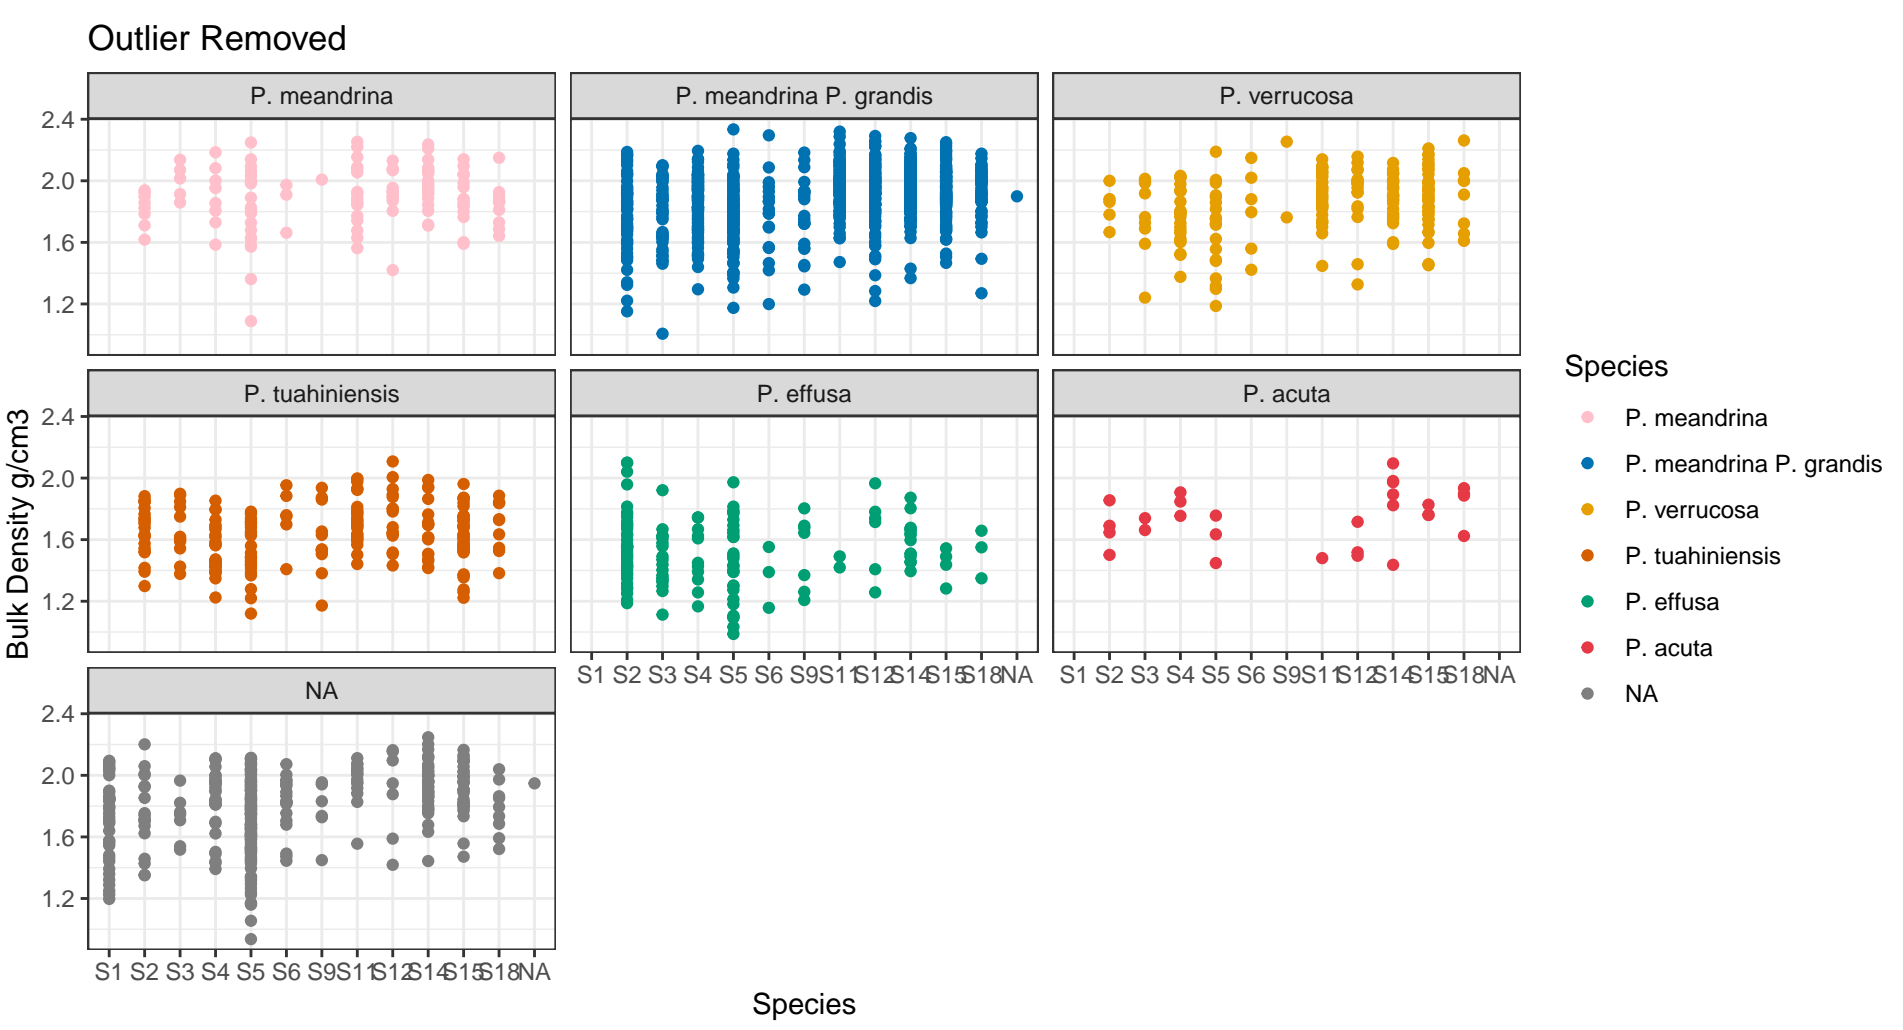 Outlier Removed
P. meandrina
P. meandrina P. grandis
P. verrucosa
2.4
2.0
1.6
1.2
P. tuahiniensis
P. effusa
P. acuta
2.4
2.0
1.6
1.2
S1 S2 S3 S4 S5 S6 S9 S11 S12 S14 S15 S18 NA
S1 S2 S3 S4 S5 S6 S9 S11 S12 S14 S15 S18 NA
NA
2.4
2.0
1.6
1.2
S1 S2 S3 S4 S5 S6 S9 S11 S12 S14 S15 S18 NA
Species
Bulk Density g/cm3
Species
P. meandrina
P. meandrina P. grandis
P. verrucosa
P. tuahiniensis
P. effusa
P. acuta
NA